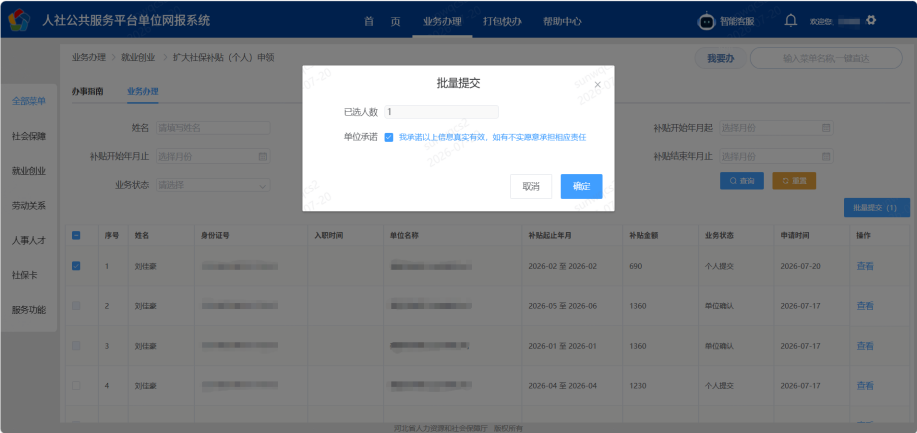 人社公共服务平台单位网报系统
首 页 业务办理 打包快办 帮助中心 智能客服 欢迎您,
业务办理 > 就业创业 > 扩大社保补贴（个人）申领 我要办 输入菜单名称,一键直达
办事指南 业务办理
全部菜单
社会保障
就业创业
劳动关系
人事人才
社保卡
服务功能
姓名 请填写姓名 补贴开始年月起 选择月份
补贴开始年月止 选择月份 补贴结束年月止 选择月份
业务状态 请选择 查询 重置
批量提交
已选人数 1
单位承诺 我承诺以上信息真实有效，如有不实愿意承担相应责任
取消 确定
批量提交（1）
序号 姓名 身份证号 入职时间 单位名称 补贴起止年月 补贴金额 业务状态 申请时间 操作
1 刘佳豪 2026-02 至 2026-02 690 个人提交 2026-07-20 查看
2 刘佳豪 2026-05 至 2026-06 1360 单位确认 2026-07-17 查看
3 刘佳豪 2026-01 至 2026-01 1360 单位确认 2026-07-17 查看
4 刘佳豪 2026-04 至 2026-04 1230 个人提交 2026-07-17 查看
河北省人力资源和社会保障厅 版权所有